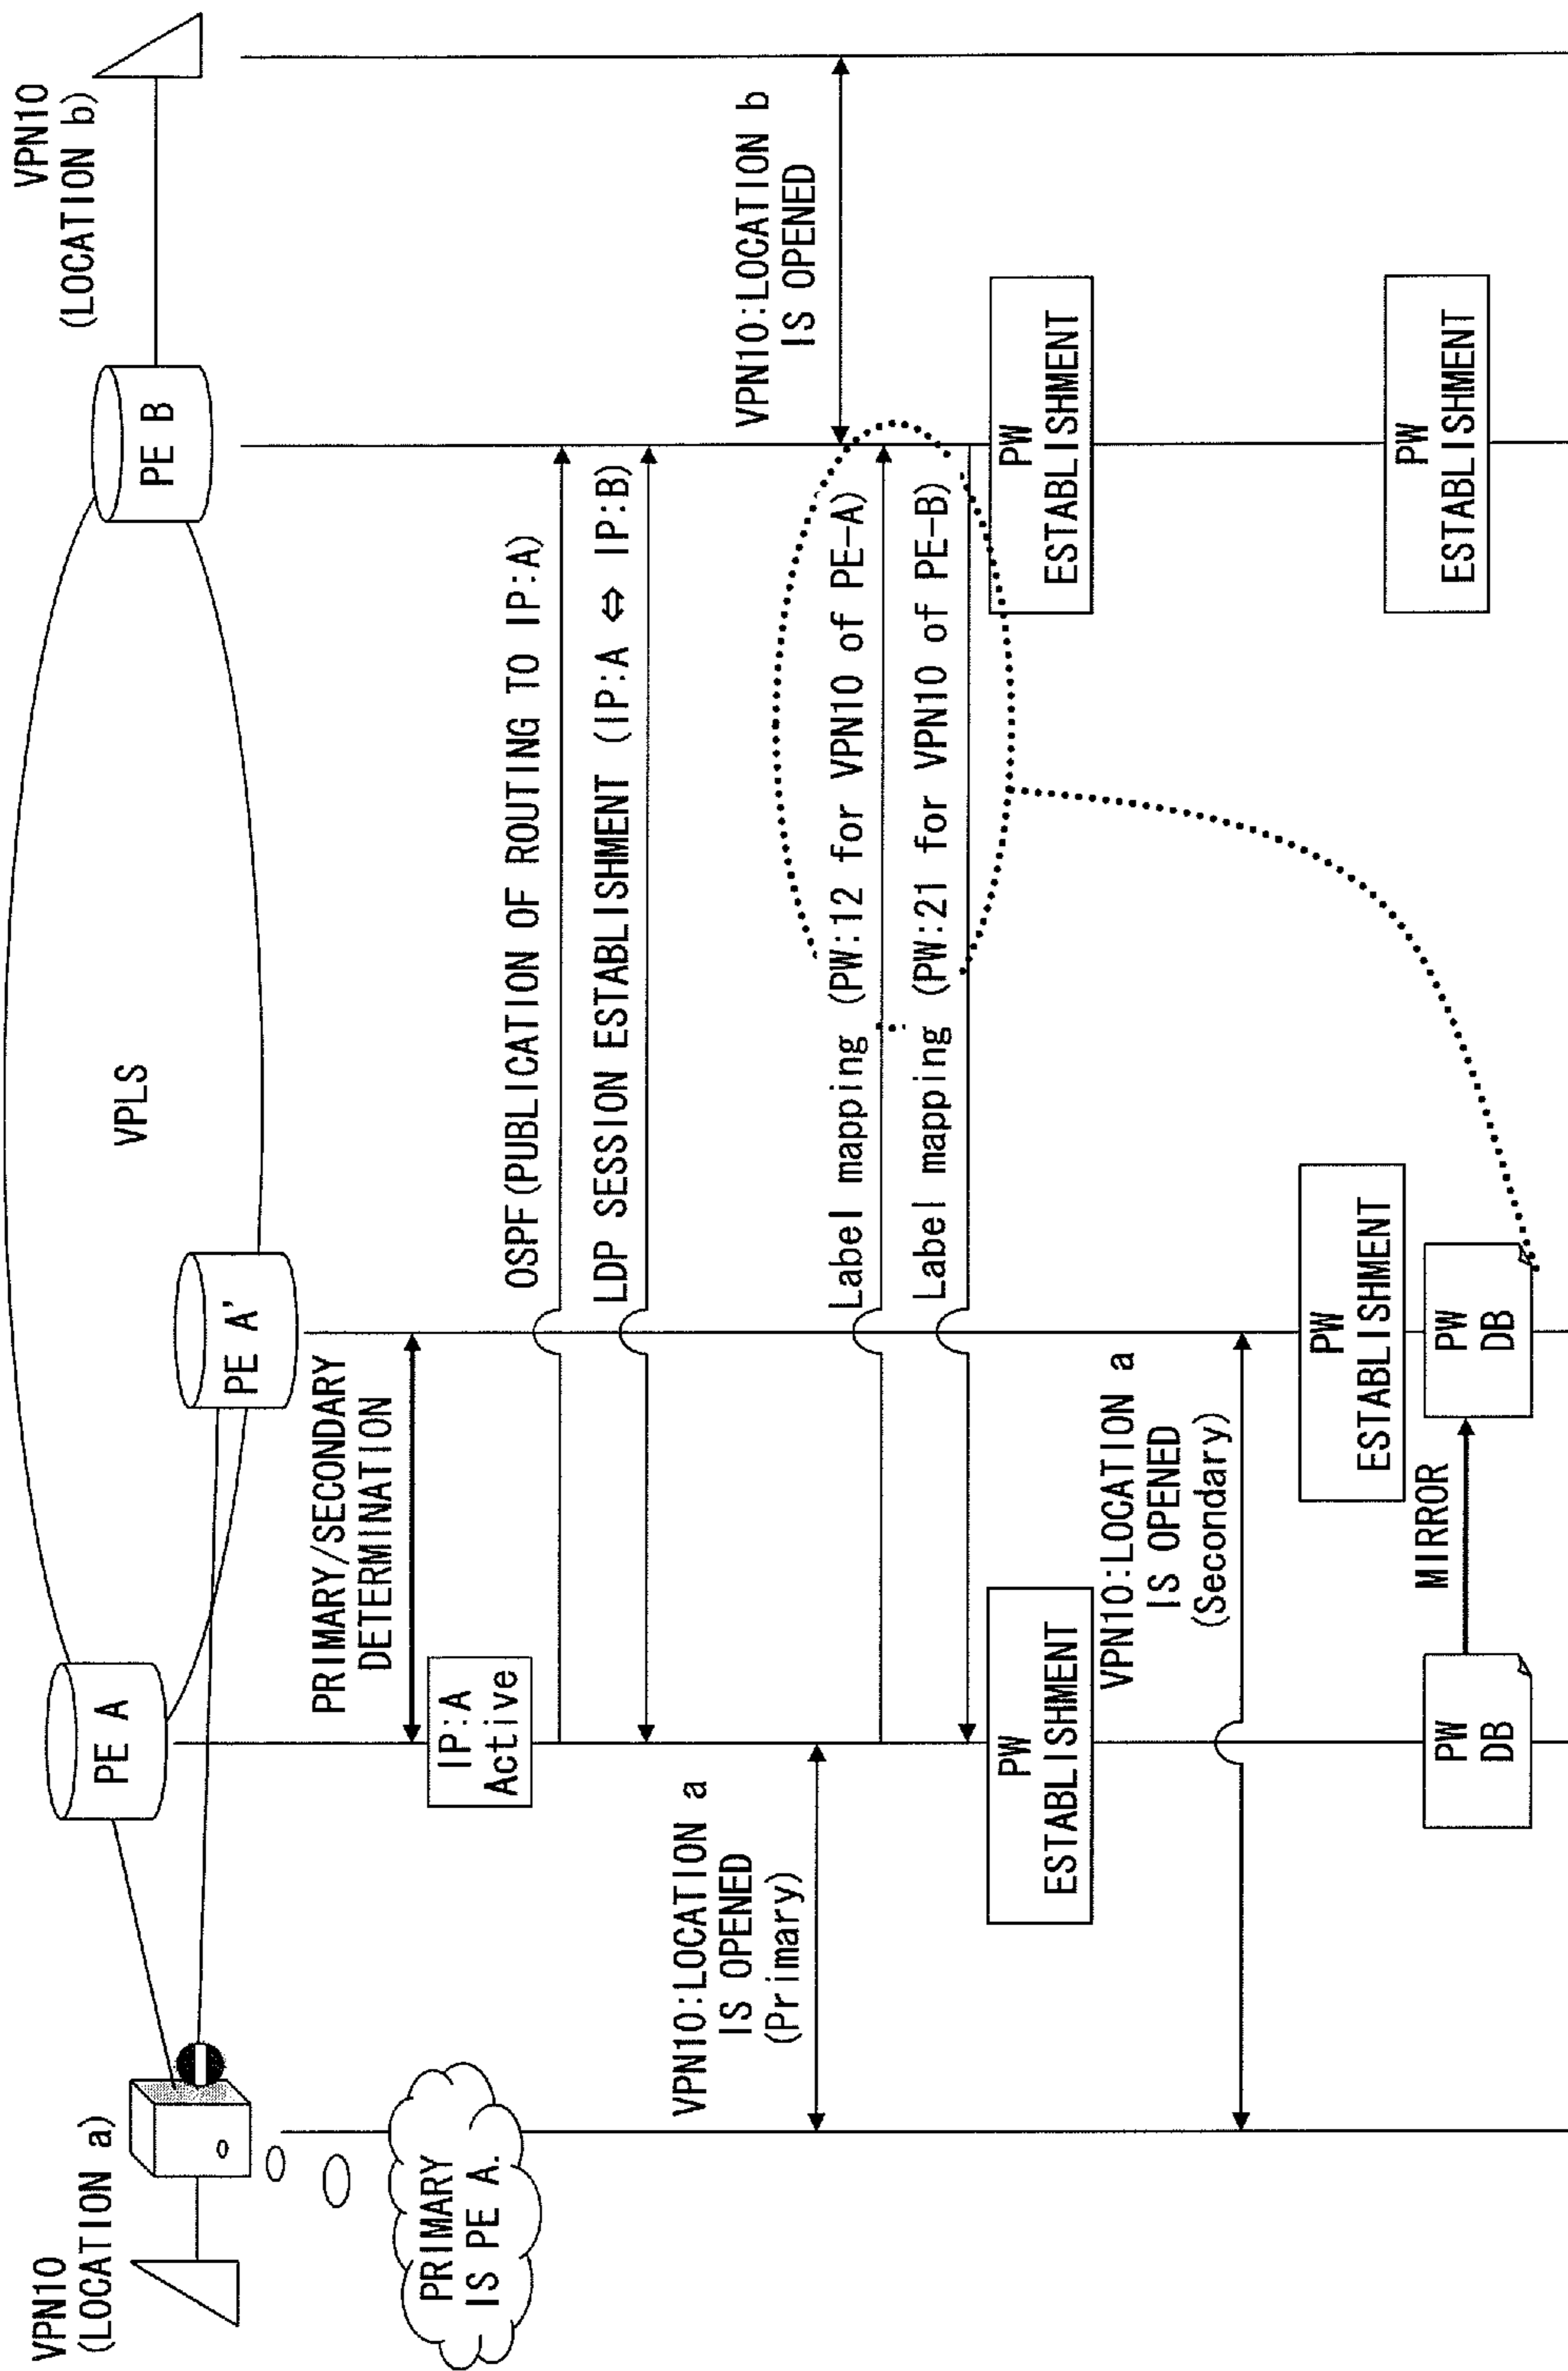 VPN10
(LOCATION a)
PE A
PE A'
VPLS
PE B
VPN10
(LOCATION b)
PRIMARY
IS PE A.
PRIMARY/SECONDARY
DETERMINATION
IP:A
Active
OSPF(PUBLICATION OF ROUTING TO IP:A)
LDP SESSION ESTABLISHMENT (IP:A ⇔ IP:B)
VPN10:LOCATION a
IS OPENED
(Primary)
VPN10:LOCATION b
IS OPENED
Label mapping (PW:12 for VPN10 of PE-A)
Label mapping (PW:21 for VPN10 of PE-B)
PW
ESTABLISHMENT
PW
ESTABLISHMENT
VPN10:LOCATION a
IS OPENED
(Secondary)
PW
ESTABLISHMENT
PW
ESTABLISHMENT
PW
DB
MIRROR
PW
DB